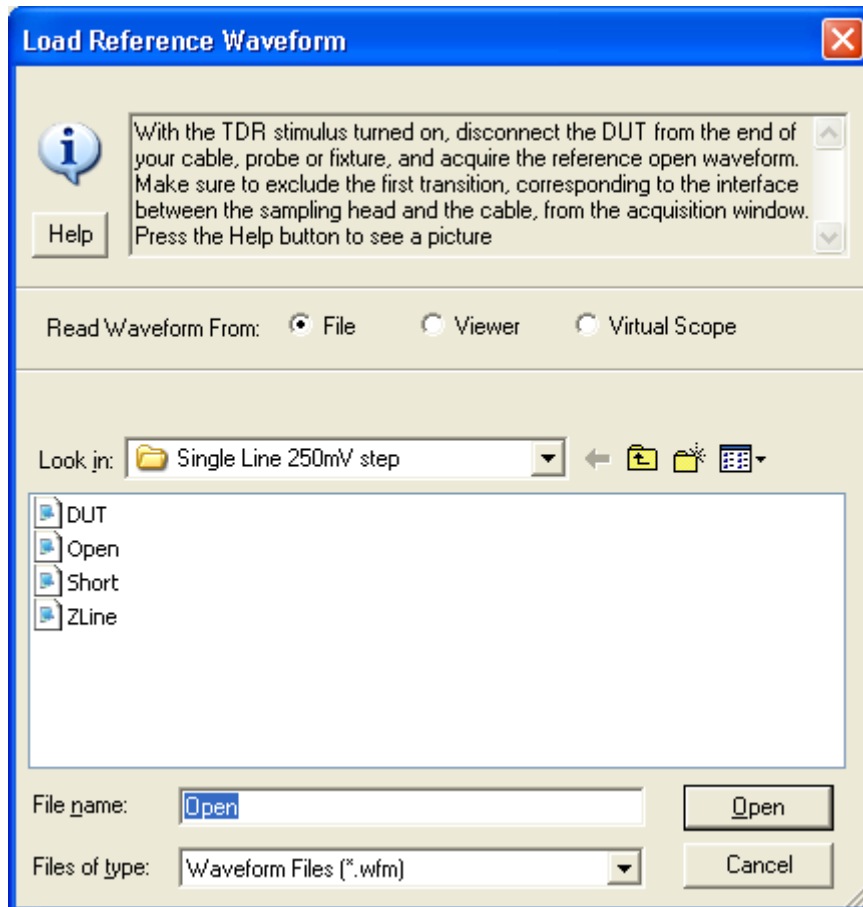 Load Reference Waveform
With the TDR stimulus turned on, disconnect the DUT from the end of
your cable, probe or fixture, and acquire the reference open waveform.
Make sure to exclude the first transition, corresponding to the interface
between the sampling head and the cable, from the acquisition window.
Press the Help button to see a picture
Help
Read Waveform From: File Viewer Virtual Scope
Look in: Single Line 250mV step
DUT
Open
Short
ZLine
File name: Open Open
Files of type: Waveform Files (*.wfm) Cancel